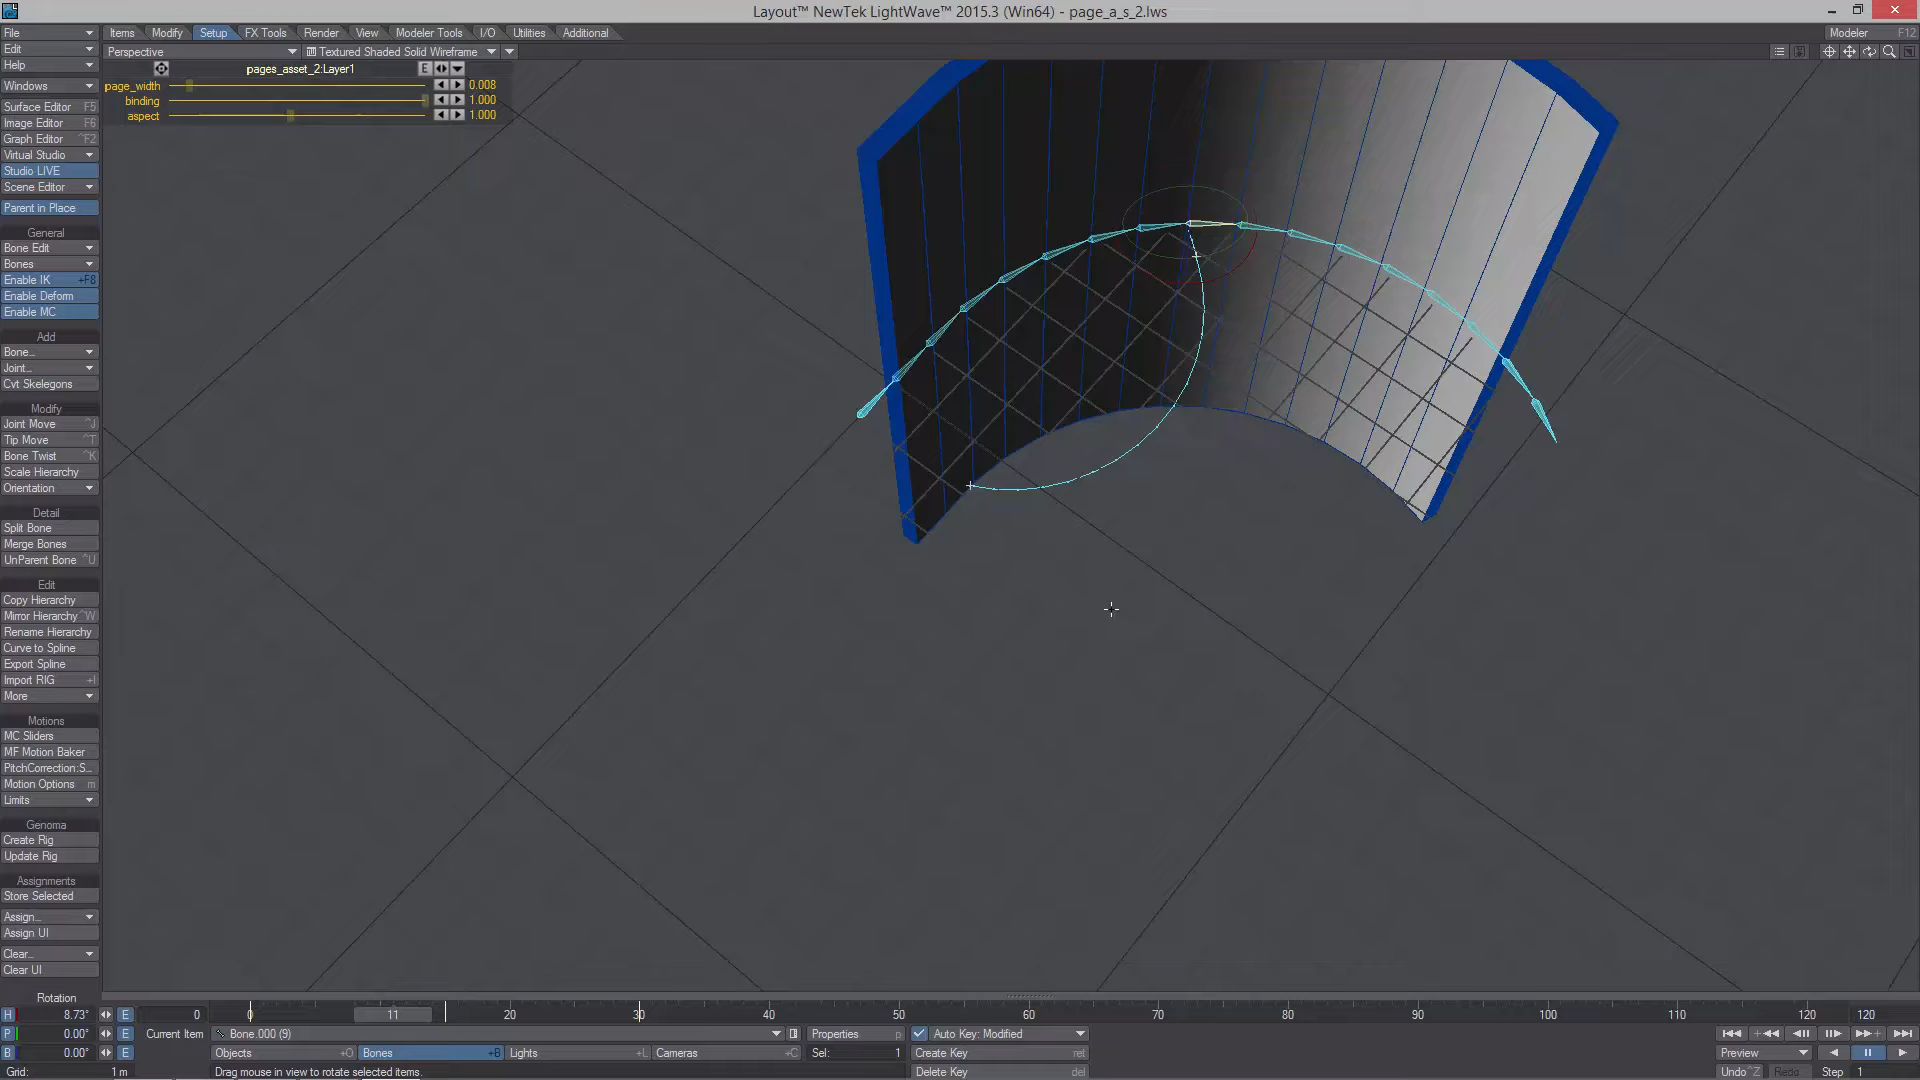 Layout™ NewTek LightWave™ 2015.3 (Win64) - page_a_s_2.lws
File
Items Modify Setup FX Tools Render View Modeler Tools I/O Utilities Additional
Modeler F12
Edit
Perspective Textured Shaded Solid Wireframe
Help
pages_asset_2:Layer1 E
Windows
page_width 0.008
binding 1.000
aspect 1.000
Surface Editor F5
Image Editor F6
Graph Editor ^F2
Virtual Studio
Studio LIVE
Scene Editor
Parent in Place
General
Bone Edit
Bones
Enable IK +F8
Enable Deform
Enable MC
Add
Bone...
Joint...
Cvt Skelegons
Modify
Joint Move ^J
Tip Move ^T
Bone Twist ^K
Scale Hierarchy
Orientation
Detail
Split Bone
Merge Bones
UnParent Bone ^U
Edit
Copy Hierarchy
Mirror Hierarchy ^W
Rename Hierarchy
Curve to Spline
Export Spline
Import RIG +I
More
Motions
MC Sliders
MF Motion Baker
PitchCorrection:S...
Motion Options m
Limits
Genoma
Create Rig
Update Rig
Assignments
Store Selected
Assign...
Assign UI
Clear...
Clear UI
Rotation
H 8.73° E 0 0 11 20 30 40 50 60 70 80 90 100 110 120 120
P 0.00° E Current Item Bone.000 (9) Properties p Auto Key: Modified
B 0.00° E Objects +O Bones +B Lights +L Cameras +C Sel: 1 Create Key ret Preview
Grid: 1 m Drag mouse in view to rotate selected items. Delete Key del Undo ^Z Redo Step 1